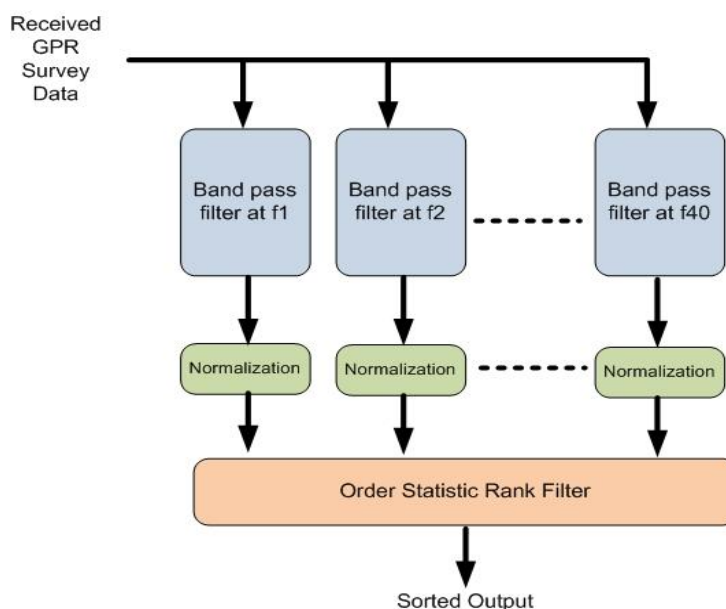 Received
GPR
Survey
Data
Band pass
filter at f1
Band pass
filter at f2
Band pass
filter at f40
Normalization
Normalization
Normalization
Order Statistic Rank Filter
Sorted Output